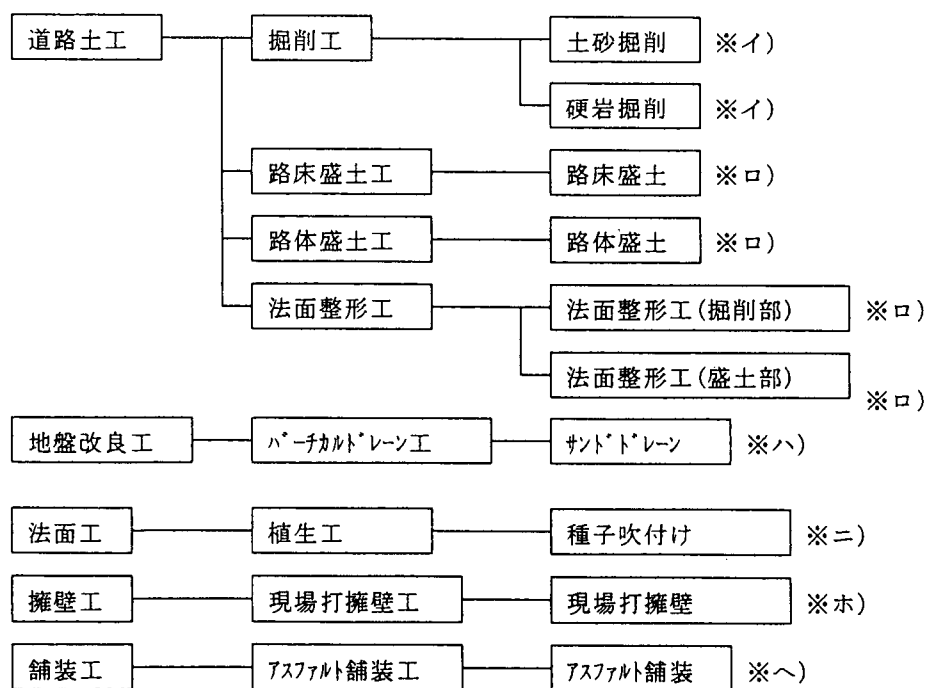 道路土工 掘削工 土砂掘削 ※イ)
硬岩掘削 ※イ)
路床盛土工 路床盛土 ※ロ)
路体盛土工 路体盛土 ※ロ)
法面整形工 法面整形工(掘削部) ※ロ)
法面整形工(盛土部) ※ロ)
地盤改良工 ﾊﾞｰﾁｶﾙﾄﾞﾚｰﾝ工 ｻﾝﾄﾞﾄﾞﾚｰﾝ ※ハ)
法面工 植生工 種子吹付け ※ニ)
擁壁工 現場打擁壁工 現場打擁壁 ※ホ)
舗装工 ｱｽﾌｧﾙﾄ舗装工 ｱｽﾌｧﾙﾄ舗装 ※ヘ)